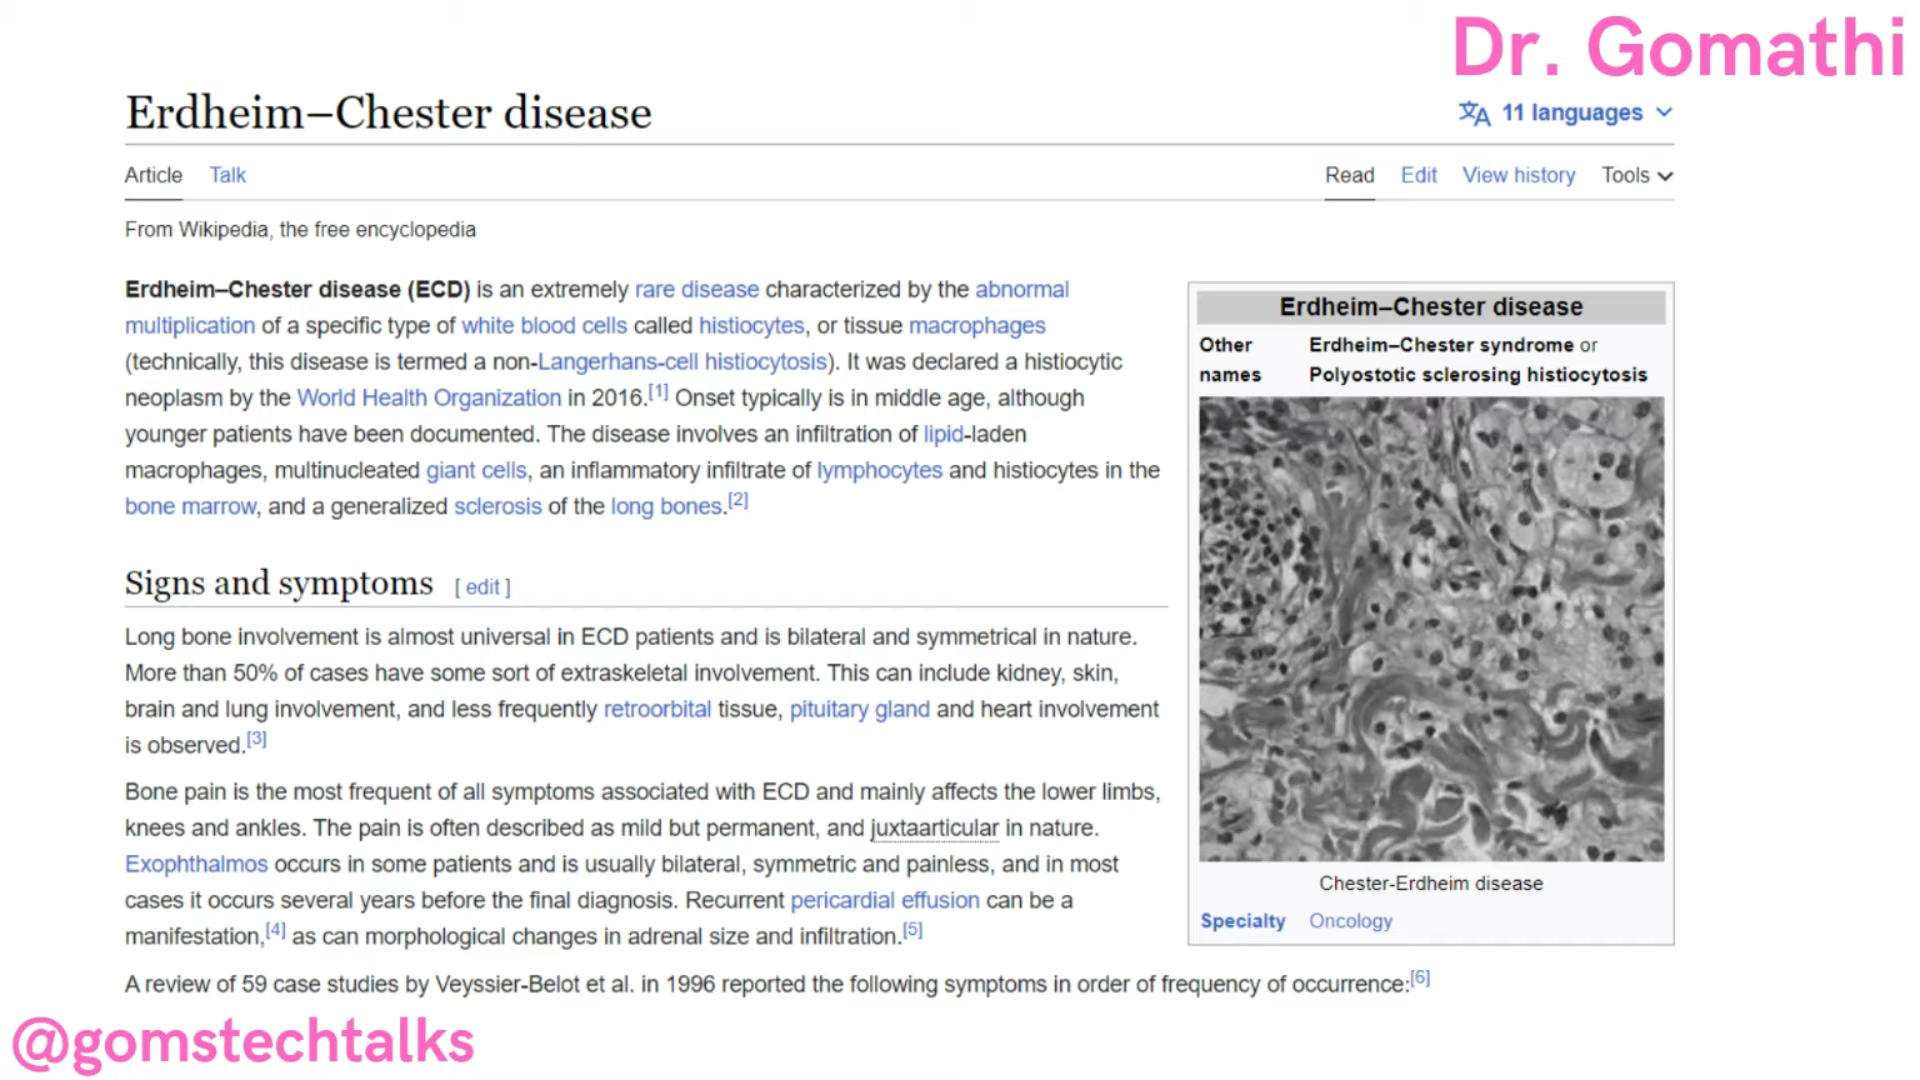 Dr. Gomathi
Erdheim–Chester disease
11 languages
Article Talk
Read Edit View history Tools
From Wikipedia, the free encyclopedia
Erdheim–Chester disease (ECD) is an extremely rare disease characterized by the abnormal
multiplication of a specific type of white blood cells called histiocytes, or tissue macrophages
(technically, this disease is termed a non-Langerhans-cell histiocytosis). It was declared a histiocytic
neoplasm by the World Health Organization in 2016.[1] Onset typically is in middle age, although
younger patients have been documented. The disease involves an infiltration of lipid-laden
macrophages, multinucleated giant cells, an inflammatory infiltrate of lymphocytes and histiocytes in the
bone marrow, and a generalized sclerosis of the long bones.[2]
Erdheim–Chester disease
Other names
Erdheim–Chester syndrome or
Polyostotic sclerosing histiocytosis
Chester-Erdheim disease
Specialty Oncology
Signs and symptoms [ edit ]
Long bone involvement is almost universal in ECD patients and is bilateral and symmetrical in nature.
More than 50% of cases have some sort of extraskeletal involvement. This can include kidney, skin,
brain and lung involvement, and less frequently retroorbital tissue, pituitary gland and heart involvement
is observed.[3]
Bone pain is the most frequent of all symptoms associated with ECD and mainly affects the lower limbs,
knees and ankles. The pain is often described as mild but permanent, and juxtaarticular in nature.
Exophthalmos occurs in some patients and is usually bilateral, symmetric and painless, and in most
cases it occurs several years before the final diagnosis. Recurrent pericardial effusion can be a
manifestation,[4] as can morphological changes in adrenal size and infiltration.[5]
A review of 59 case studies by Veyssier-Belot et al. in 1996 reported the following symptoms in order of frequency of occurrence:[6]
@gomstechtalks